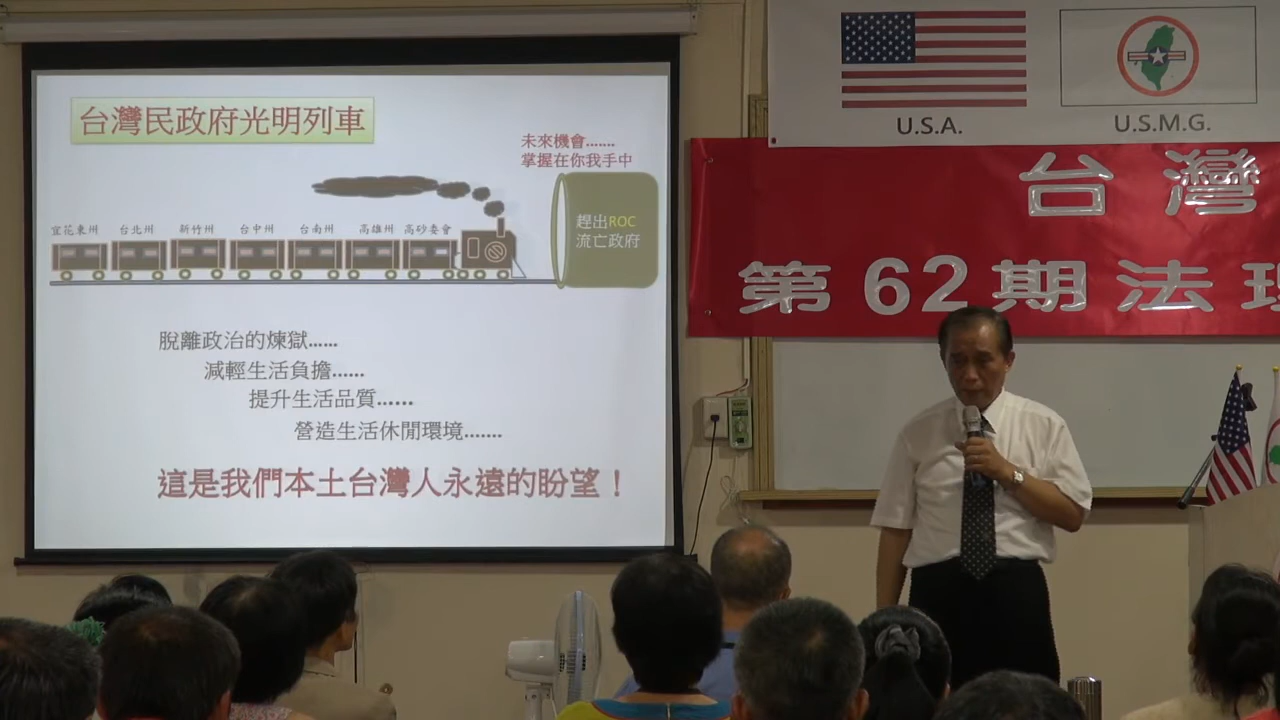 台灣民政府光明列車
未來機會.......
掌握在你我手中
宜花東州 台北州 新竹州 台中州 台南州 高雄州 高砂委會
趕出ROC
流亡政府
脫離政治的煉獄......
減輕生活負擔......
提升生活品質......
營造生活休閒環境.......
這是我們本土台灣人永遠的盼望！
U.S.A.
U.S.M.G.
台灣
第62期法理